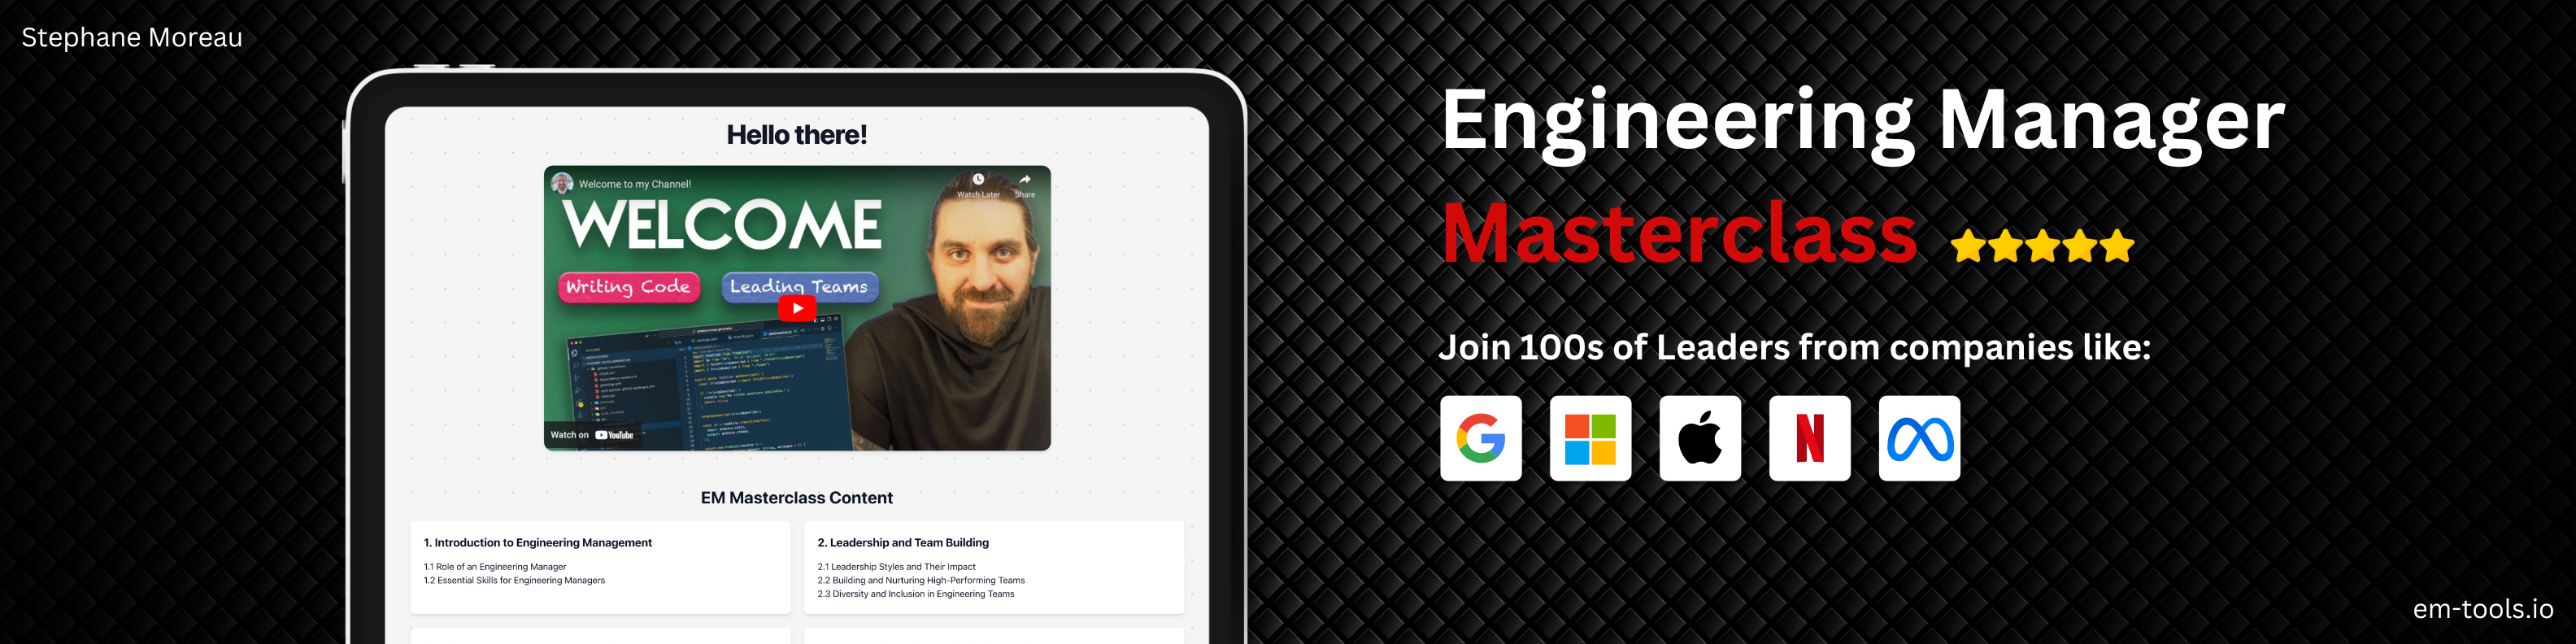 Stephane Moreau
Hello there!
Welcome to my Channel!
Watch Later
Share
WELCOME
Writing Code
Leading Teams
Watch on YouTube
EM Masterclass Content
1. Introduction to Engineering Management
1.1 Role of an Engineering Manager
1.2 Essential Skills for Engineering Managers
2. Leadership and Team Building
2.1 Leadership Styles and Their Impact
2.2 Building and Nurturing High-Performing Teams
2.3 Diversity and Inclusion in Engineering Teams
Engineering Manager
Masterclass
Join 100s of Leaders from companies like:
em-tools.io